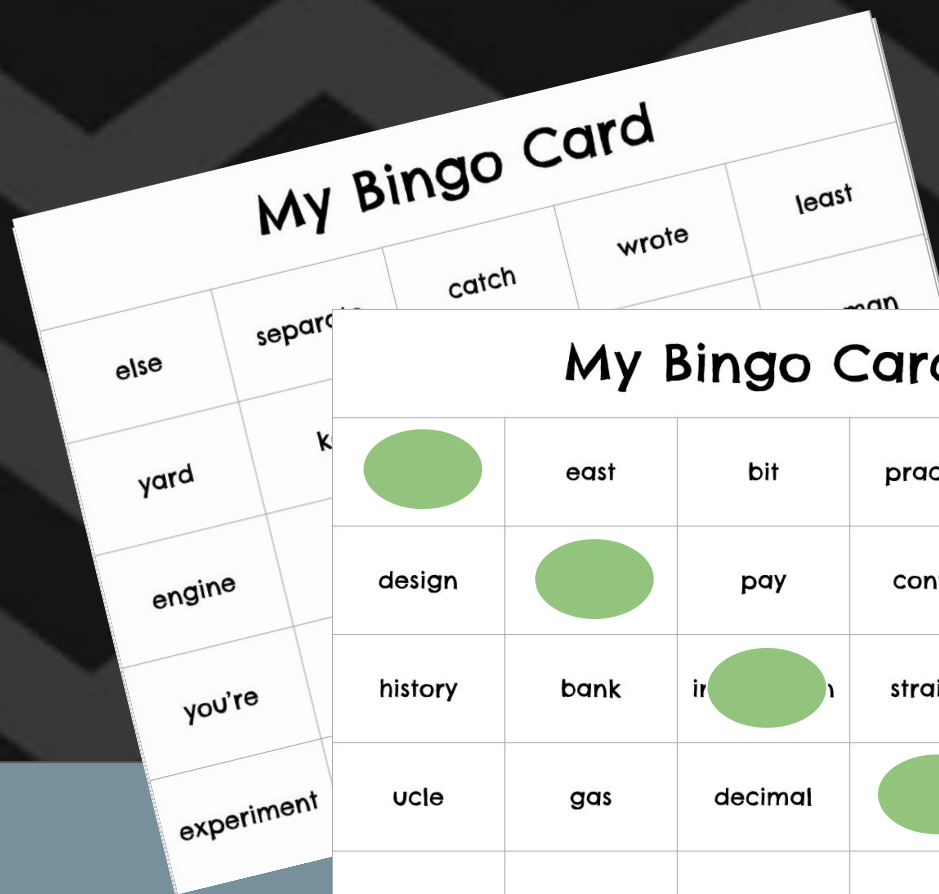 My Bingo Card
else catch wrote least
yard
engine
you're
experiment
My Bingo
east bit
design pay
history bank
ucle gas decimal